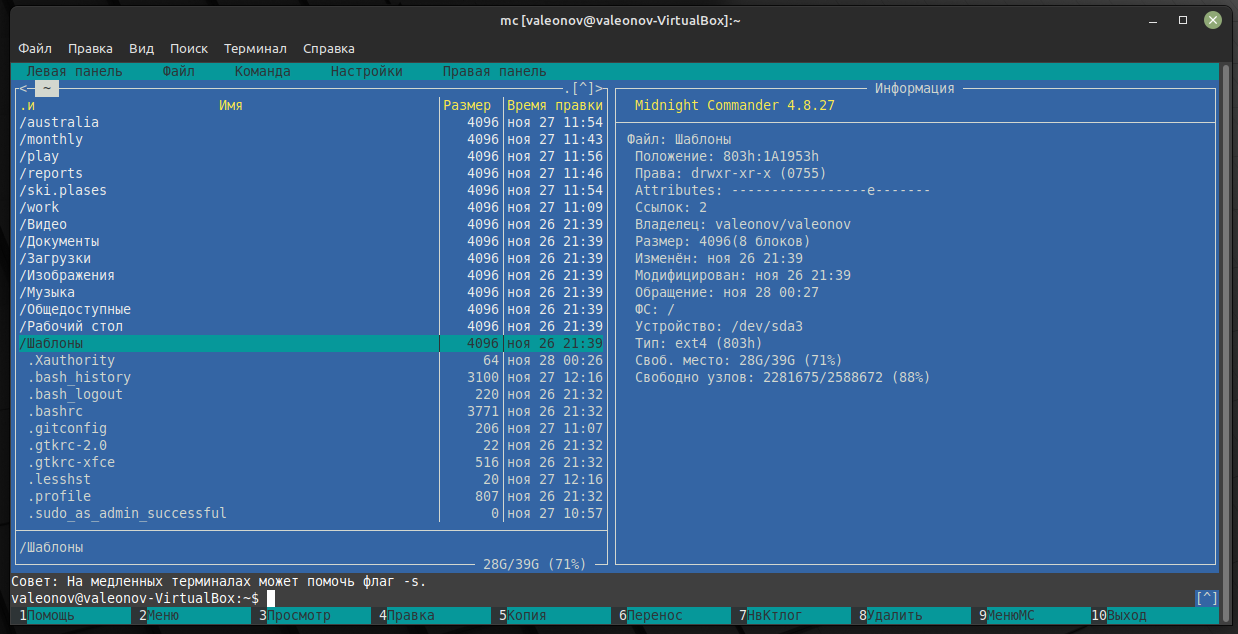 mc [valeonov@valeonov-VirtualBox]:~
Файл Правка Вид Поиск Терминал Справка
Левая панель Файл Команда Настройки Правая панель
<─ ~ .[^]>
.и Имя Размер Время правки
/australia 4096 ноя 27 11:54
/monthly 4096 ноя 27 11:43
/play 4096 ноя 27 11:56
/reports 4096 ноя 27 11:46
/ski.plases 4096 ноя 27 11:54
/work 4096 ноя 27 11:09
/Видео 4096 ноя 26 21:39
/Документы 4096 ноя 26 21:39
/Загрузки 4096 ноя 26 21:39
/Изображения 4096 ноя 26 21:39
/Музыка 4096 ноя 26 21:39
/Общедоступные 4096 ноя 26 21:39
/Рабочий стол 4096 ноя 26 21:39
/Шаблоны 4096 ноя 26 21:39
.Xauthority 64 ноя 28 00:26
.bash_history 3100 ноя 27 12:16
.bash_logout 220 ноя 26 21:32
.bashrc 3771 ноя 26 21:32
.gitconfig 206 ноя 27 11:07
.gtkrc-2.0 22 ноя 26 21:32
.gtkrc-xfce 516 ноя 26 21:32
.lesshst 20 ноя 27 12:16
.profile 807 ноя 26 21:32
.sudo_as_admin_successful 0 ноя 27 10:57
/Шаблоны
28G/39G (71%)
Информация
Midnight Commander 4.8.27
Файл: Шаблоны
Положение: 803h:1A1953h
Права: drwxr-xr-x (0755)
Attributes: -----------------e-------
Ссылок: 2
Владелец: valeonov/valeonov
Размер: 4096(8 блоков)
Изменён: ноя 26 21:39
Модифицирован: ноя 26 21:39
Обращение: ноя 28 00:27
ФС: /
Устройство: /dev/sda3
Тип: ext4 (803h)
Своб. место: 28G/39G (71%)
Свободно узлов: 2281675/2588672 (88%)
Совет: На медленных терминалах может помочь флаг -s.
valeonov@valeonov-VirtualBox:~$ [^]
1Помощь 2Меню 3Просмотр 4Правка 5Копия 6Перенос 7НвКтлог 8Удалить 9МенюМС 10Выход